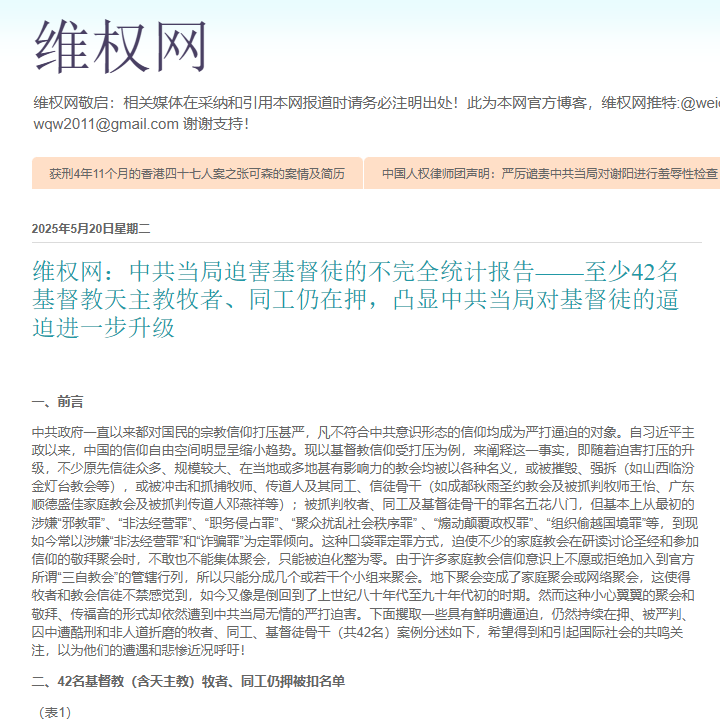 维权网
维权网敬启：相关媒体在采纳和引用本网报道时请务必注明出处！此为本网官方博客，维权网推特:@weiq
wqw2011@gmail.com 谢谢支持！
获刑4年11个月的香港四十七人案之张可森的案情及简历
中国人权律师团声明：严厉谴责中共当局对谢阳进行羞辱性检查
2025年5月20日星期二
维权网：中共当局迫害基督徒的不完全统计报告——至少42名
基督教天主教牧者、同工仍在押，凸显中共当局对基督徒的逼
迫进一步升级
一、前言
中共政府一直以来都对国民的宗教信仰打压甚严，凡不符合中共意识形态的信仰均成为严打逼迫的对象。自习近平主
政以来，中国的信仰自由空间明显呈缩小趋势。现以基督教信仰受打压为例，来阐释这一事实，即随着迫害打压的升
级，不少原先信徒众多、规模较大、在当地或多地甚有影响力的教会均被以各种名义，或被摧毁、强拆（如山西临汾
金灯台教会等），或被冲击和抓捕牧师、传道人及其同工、信徒骨干（如成都秋雨圣约教会及被抓判牧师王怡、广东
顺德盛佳家庭教会及被抓判传道人邓燕祥等）；被抓判牧者、同工及基督徒骨干的罪名五花八门，但基本上从最初的
涉嫌“邪教罪”、“非法经营罪”、“职务侵占罪”、“聚众扰乱社会秩序罪” 、“煽动颠覆政权罪”、“组织偷越国境罪”等，到现
如今常以涉嫌“非法经营罪”和“诈骗罪”为定罪倾向。这种口袋罪定罪方式，迫使不少的家庭教会在研读讨论圣经和参加
信仰的敬拜聚会时，不敢也不能集体聚会，只能被迫化整为零。由于许多家庭教会信仰意识上不愿或拒绝加入到官方
所谓“三自教会”的管辖行列，所以只能分成几个或若干个小组来聚会。地下聚会变成了家庭聚会或网络聚会，这使得
牧者和教会信徒不禁感觉到，如今又像是倒回到了上世纪八十年代至九十年代初的时期。然而这种小心翼翼的聚会和
敬拜、传福音的形式却依然遭到中共当局无情的严打迫害。下面撰取一些具有鲜明遭逼迫，仍然持续在押、被严判、
囚中遭酷刑和非人道折磨的牧者、同工、基督徒骨干（共42名）案例分述如下，希望得到和引起国际社会的共鸣关
注，以为他们的遭遇和悲惨近况呼吁！
二、42名基督教（含天主教）牧者、同工仍押被扣名单
（表1）